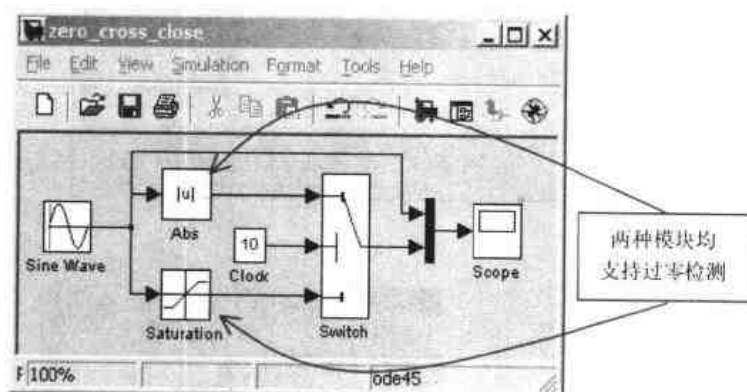 zero_cross_close
File Edit View Simulation Format Tools Help
|u|
Abs
Sine Wave
10
Clock
Saturation
Switch
Scope
两种模块均
支持过零检测
100%
ode45